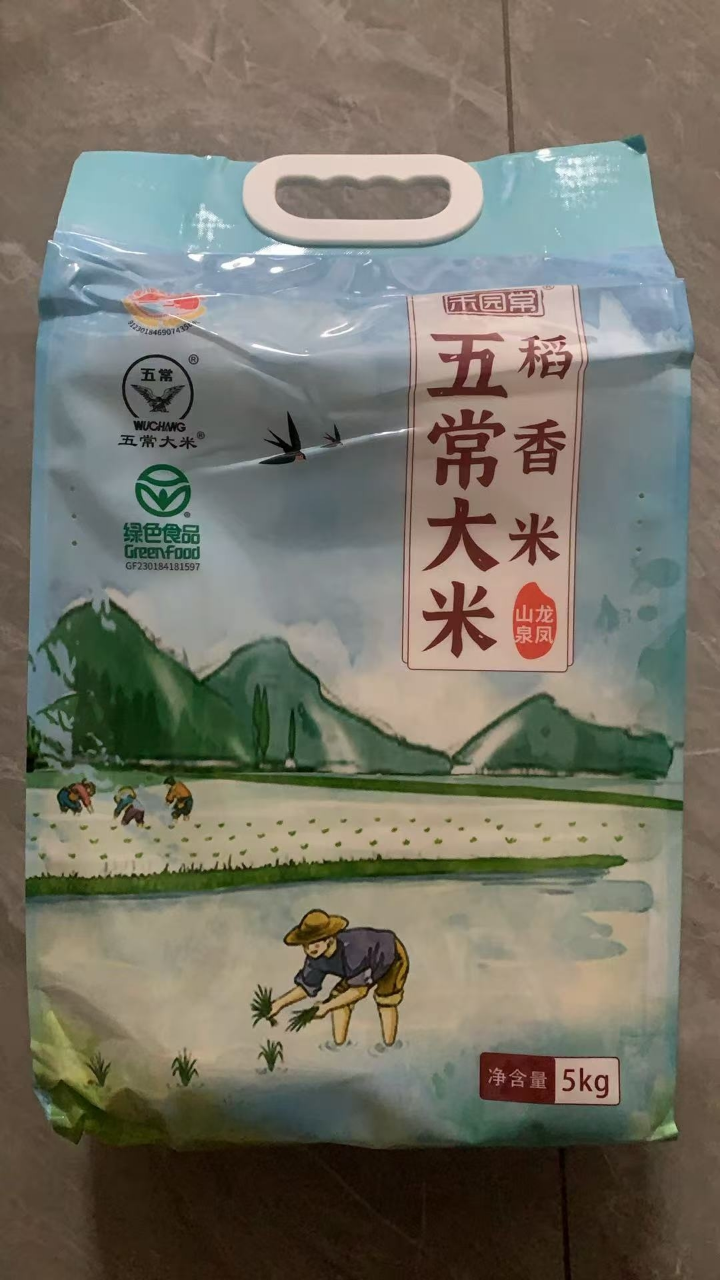 五常
WUCHANG
五常大米
绿色食品
GreenFood
GF230184181597
禾园常
五常大米
稻香米
龙凤
山泉
净含量 5kg